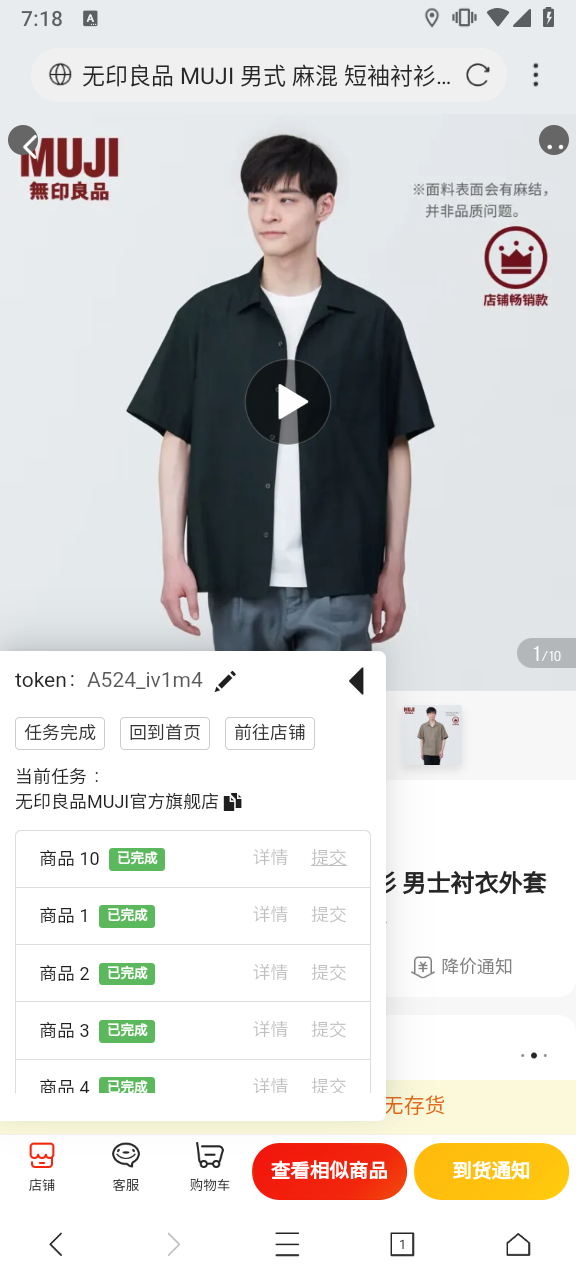 7:18
A
无印良品 MUJI 男式 麻混 短袖衬衫...
MUJI
無印良品
※面料表面会有麻结，
并非品质问题。
店铺畅销款
1/10
token： A524_iv1m4
任务完成 回到首页 前往店铺
当前任务：
无印良品MUJI官方旗舰店
商品 10 已完成 详情 提交
商品 1 已完成 详情 提交
男士衬衣外套
商品 2 已完成 详情 提交
降价通知
商品 3 已完成 详情 提交
商品 4 已完成 详情 提交
无存货
店铺 客服 购物车 查看相似商品 到货通知
1